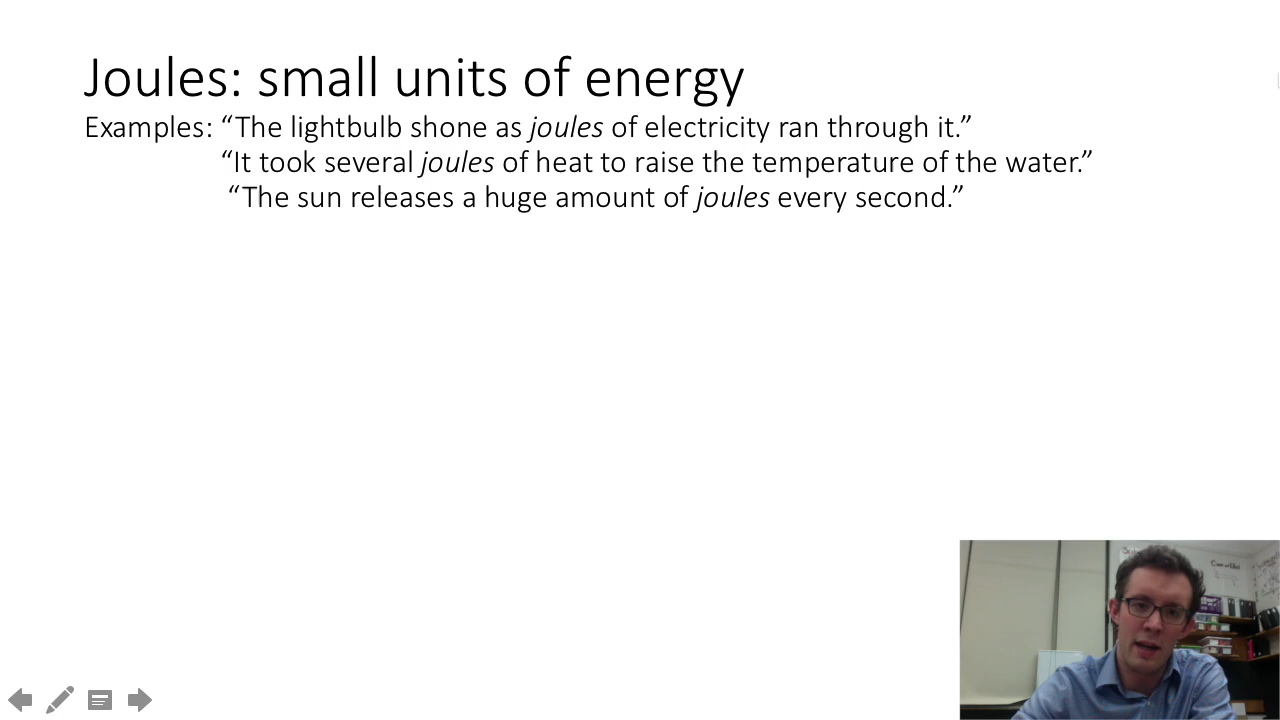 Joules: small units of energy
Examples: “The lightbulb shone as joules of electricity ran through it.”
“It took several joules of heat to raise the temperature of the water.”
“The sun releases a huge amount of joules every second.”